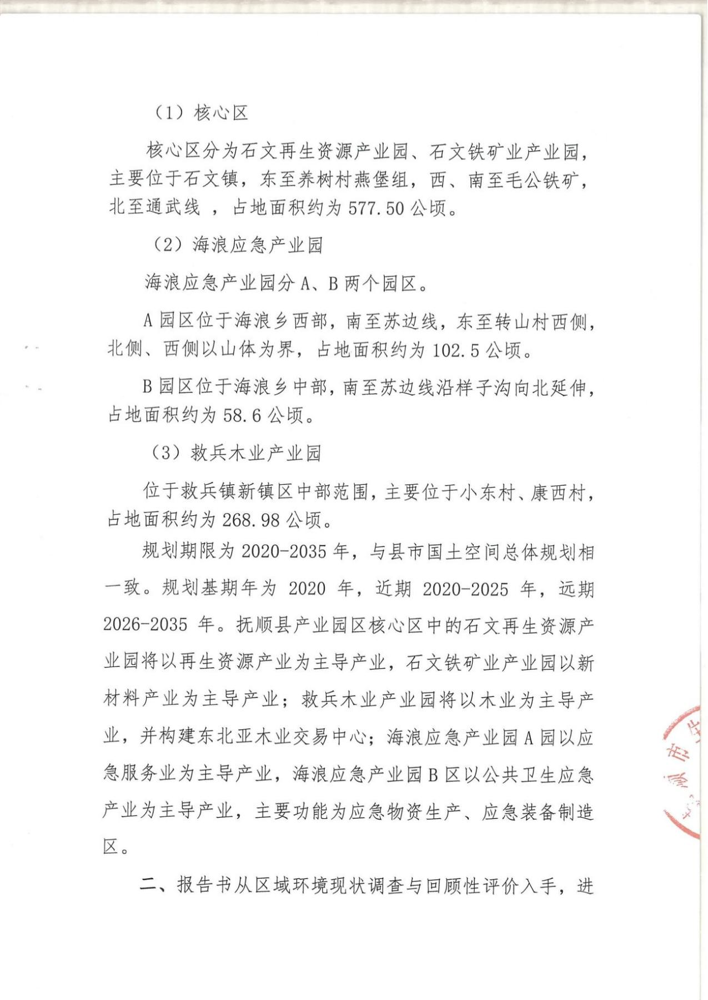 （1）核心区
核心区分为石文再生资源产业园、石文铁矿业产业园，
主要位于石文镇，东至养树村燕堡组，西、南至毛公铁矿，
北至通武线 ，占地面积约为 577.50 公顷。
（2）海浪应急产业园
海浪应急产业园分 A、B 两个园区。
A 园区位于海浪乡西部，南至苏边线，东至转山村西侧，
北侧、西侧以山体为界，占地面积约为 102.5 公顷。
B 园区位于海浪乡中部，南至苏边线沿样子沟向北延伸，
占地面积约为 58.6 公顷。
（3）救兵木业产业园
位于救兵镇新镇区中部范围，主要位于小东村、康西村，
占地面积约为 268.98 公顷。
规划期限为 2020-2035 年，与县市国土空间总体规划相
一致。规划基期年为 2020 年，近期 2020-2025 年，远期
2026-2035 年。抚顺县产业园区核心区中的石文再生资源产
业园将以再生资源产业为主导产业，石文铁矿业产业园以新
材料产业为主导产业；救兵木业产业园将以木业为主导产
业，并构建东北亚木业交易中心；海浪应急产业园 A 园以应
急服务业为主导产业，海浪应急产业园 B 区以公共卫生应急
产业为主导产业，主要功能为应急物资生产、应急装备制造
区。
二、报告书从区域环境现状调查与回顾性评价入手，进
顺市生